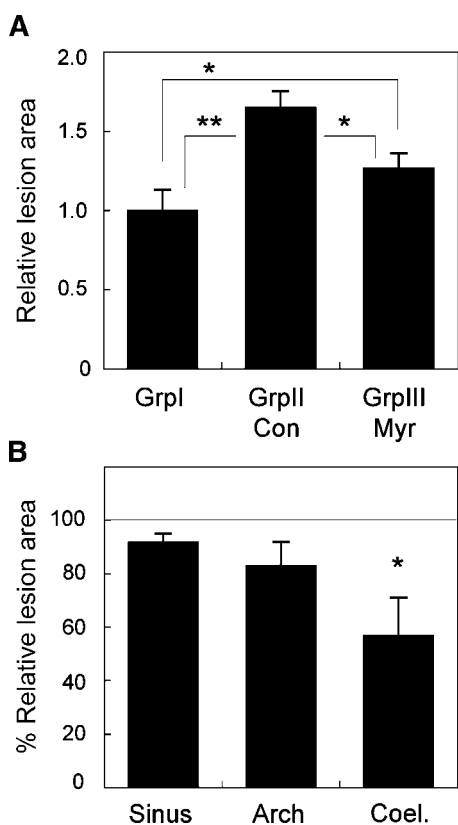 A
Relative lesion area
2.0
1.5
1.0
0.5
0
*
**
*
GrpI GrpII GrpIII
Con Myr
B
% Relative lesion area
100
80
60
40
20
0
*
Sinus Arch Coel.